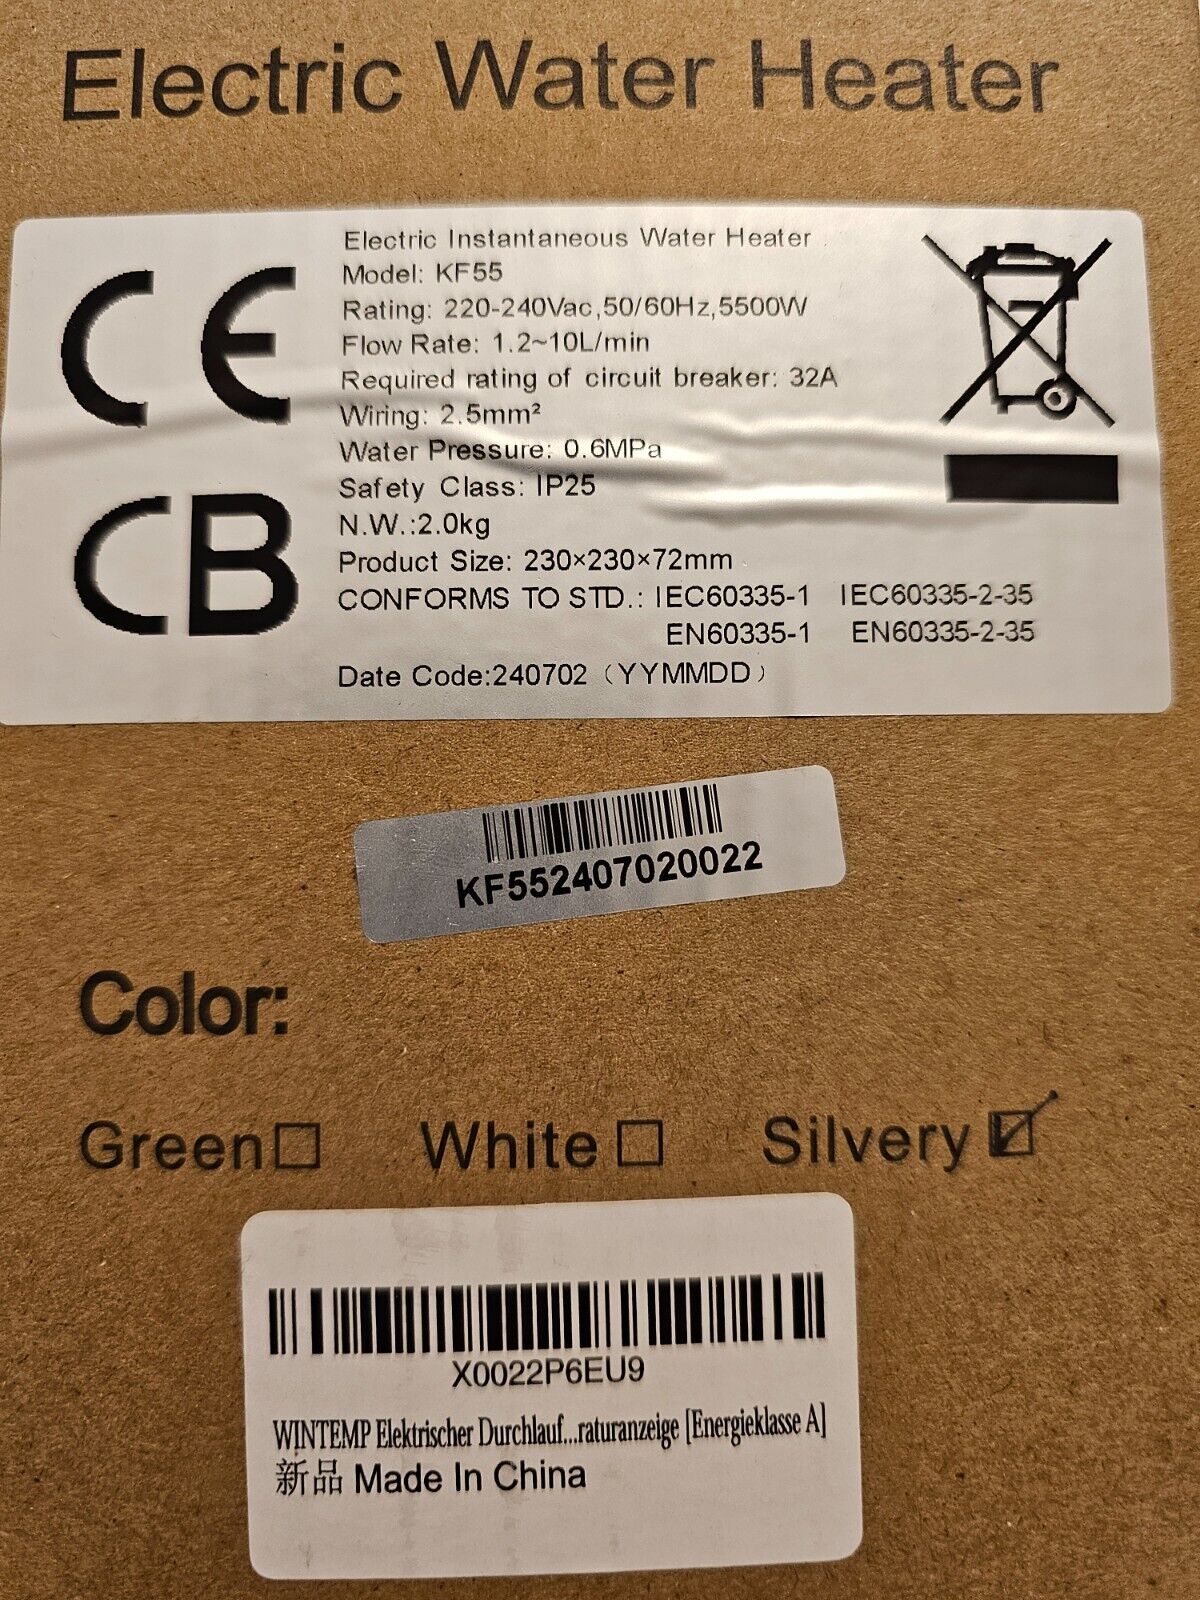 Electric Water Heater
CE
Electric Instantaneous Water Heater
Model: KF55
Rating: 220-240Vac,50/60Hz,5500W
Flow Rate: 1.2~10L/min
Required rating of circuit breaker: 32A
Wiring: 2.5mm²
Water Pressure: 0.6MPa
Safety Class: IP25
CB
N.W.:2.0kg
Product Size: 230×230×72mm
CONFORMS TO STD.: IEC60335-1 IEC60335-2-35
EN60335-1 EN60335-2-35
Date Code:240702（YYMMDD）
KF552407020022
Color:
Green White Silvery
X0022P6EU9
WINTEMP Elektrischer Durchlauf...raturanzeige [Energieklasse A]
新品 Made In China